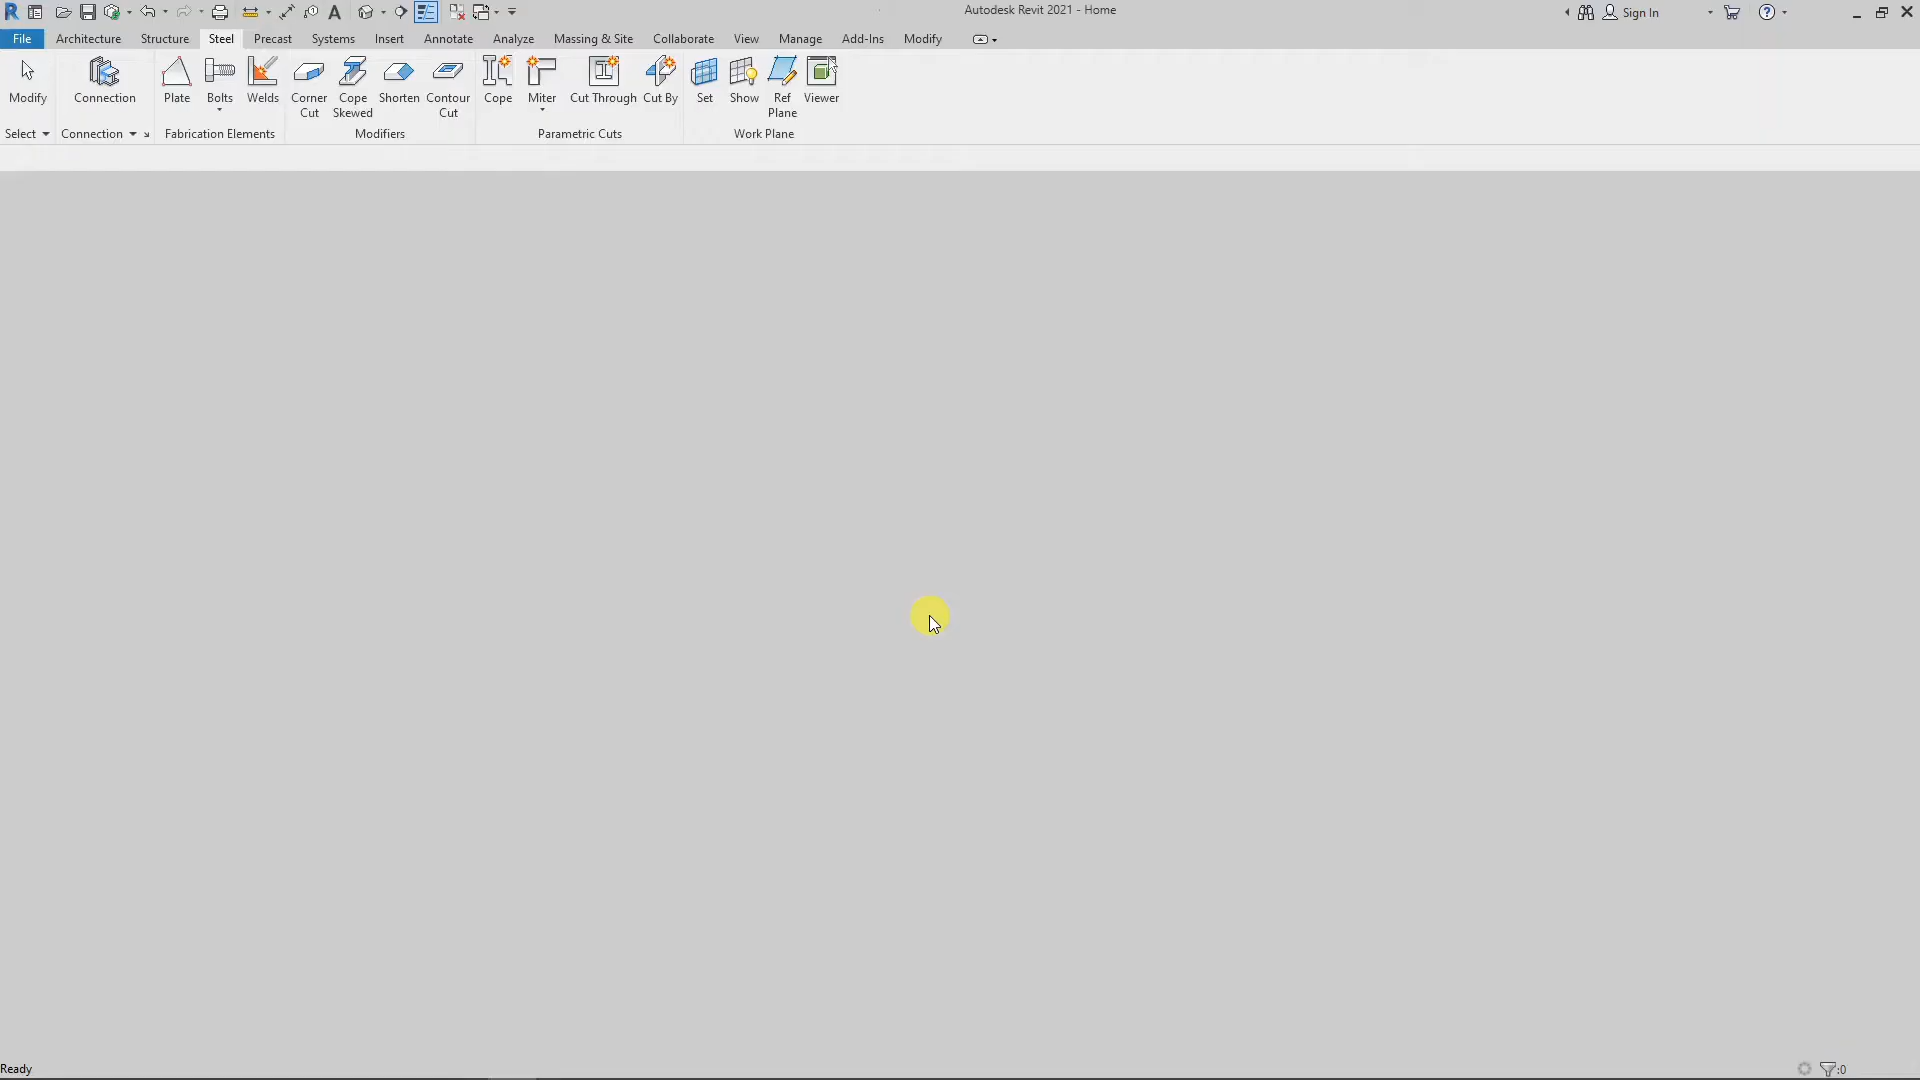 Autodesk Revit 2021 - Home
Sign In
File Architecture Structure Steel Precast Systems Insert Annotate Analyze Massing & Site Collaborate View Manage Add-Ins Modify
Modify Connection Plate Bolts Welds Corner Cut Cope Skewed Shorten Contour Cut Cope Miter Cut Through Cut By Set Show Ref Plane Viewer
Select Connection Fabrication Elements Modifiers Parametric Cuts Work Plane
Ready
:0